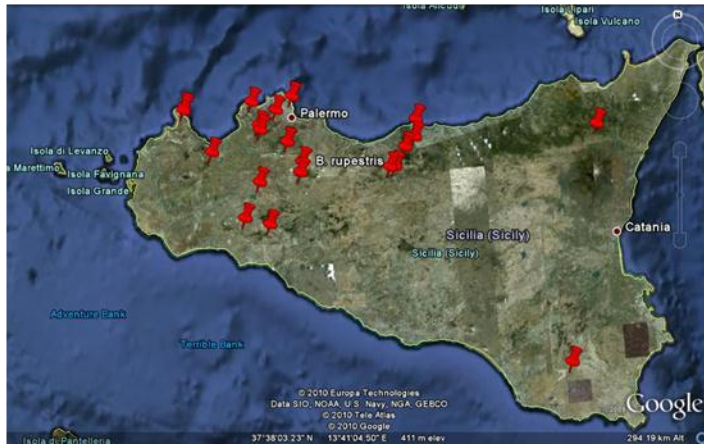 Isola Lipari
Isola Vulcano
N
Palermo
Isola di Levanzo
Isola Favignana
Marettimo
Isola Grande
B. rupestris
Catania
Sicilia (Sicily)
Sicilia (Sicily)
Adventure Bank
Terrible Bank
© 2010 Europa Technologies
Data SIO, NOAA, U.S. Navy, NGA, GEBCO
© 2010 Tele Atlas
© 2010 Google
Google
Isola di Pantelleria
37°38'03.23" N 13°41'04.50" E 411 m elev
294.19 km Alt